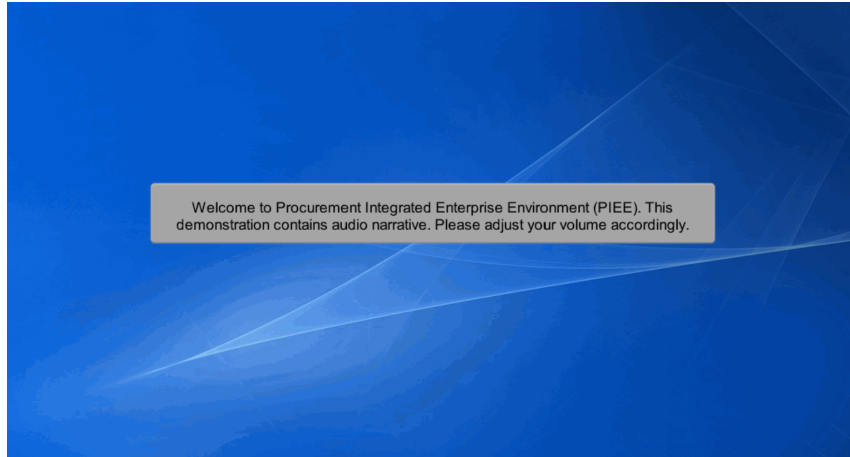 Welcome to Procurement Integrated Enterprise Environment (PIEE). This
demonstration contains audio narrative. Please adjust your volume accordingly.